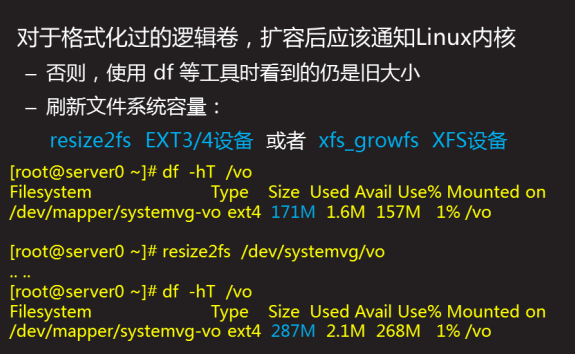 对于格式化过的逻辑卷，扩容后应该通知Linux内核
– 否则，使用 df 等工具时看到的仍是旧大小
– 刷新文件系统容量：
resize2fs EXT3/4设备 或者 xfs_growfs XFS设备
[root@server0 ~]# df -hT /vo
Filesystem Type Size Used Avail Use% Mounted on
/dev/mapper/systemvg-vo ext4 171M 1.6M 157M 1% /vo
[root@server0 ~]# resize2fs /dev/systemvg/vo
.. ..
[root@server0 ~]# df -hT /vo
Filesystem Type Size Used Avail Use% Mounted on
/dev/mapper/systemvg-vo ext4 287M 2.1M 268M 1% /vo